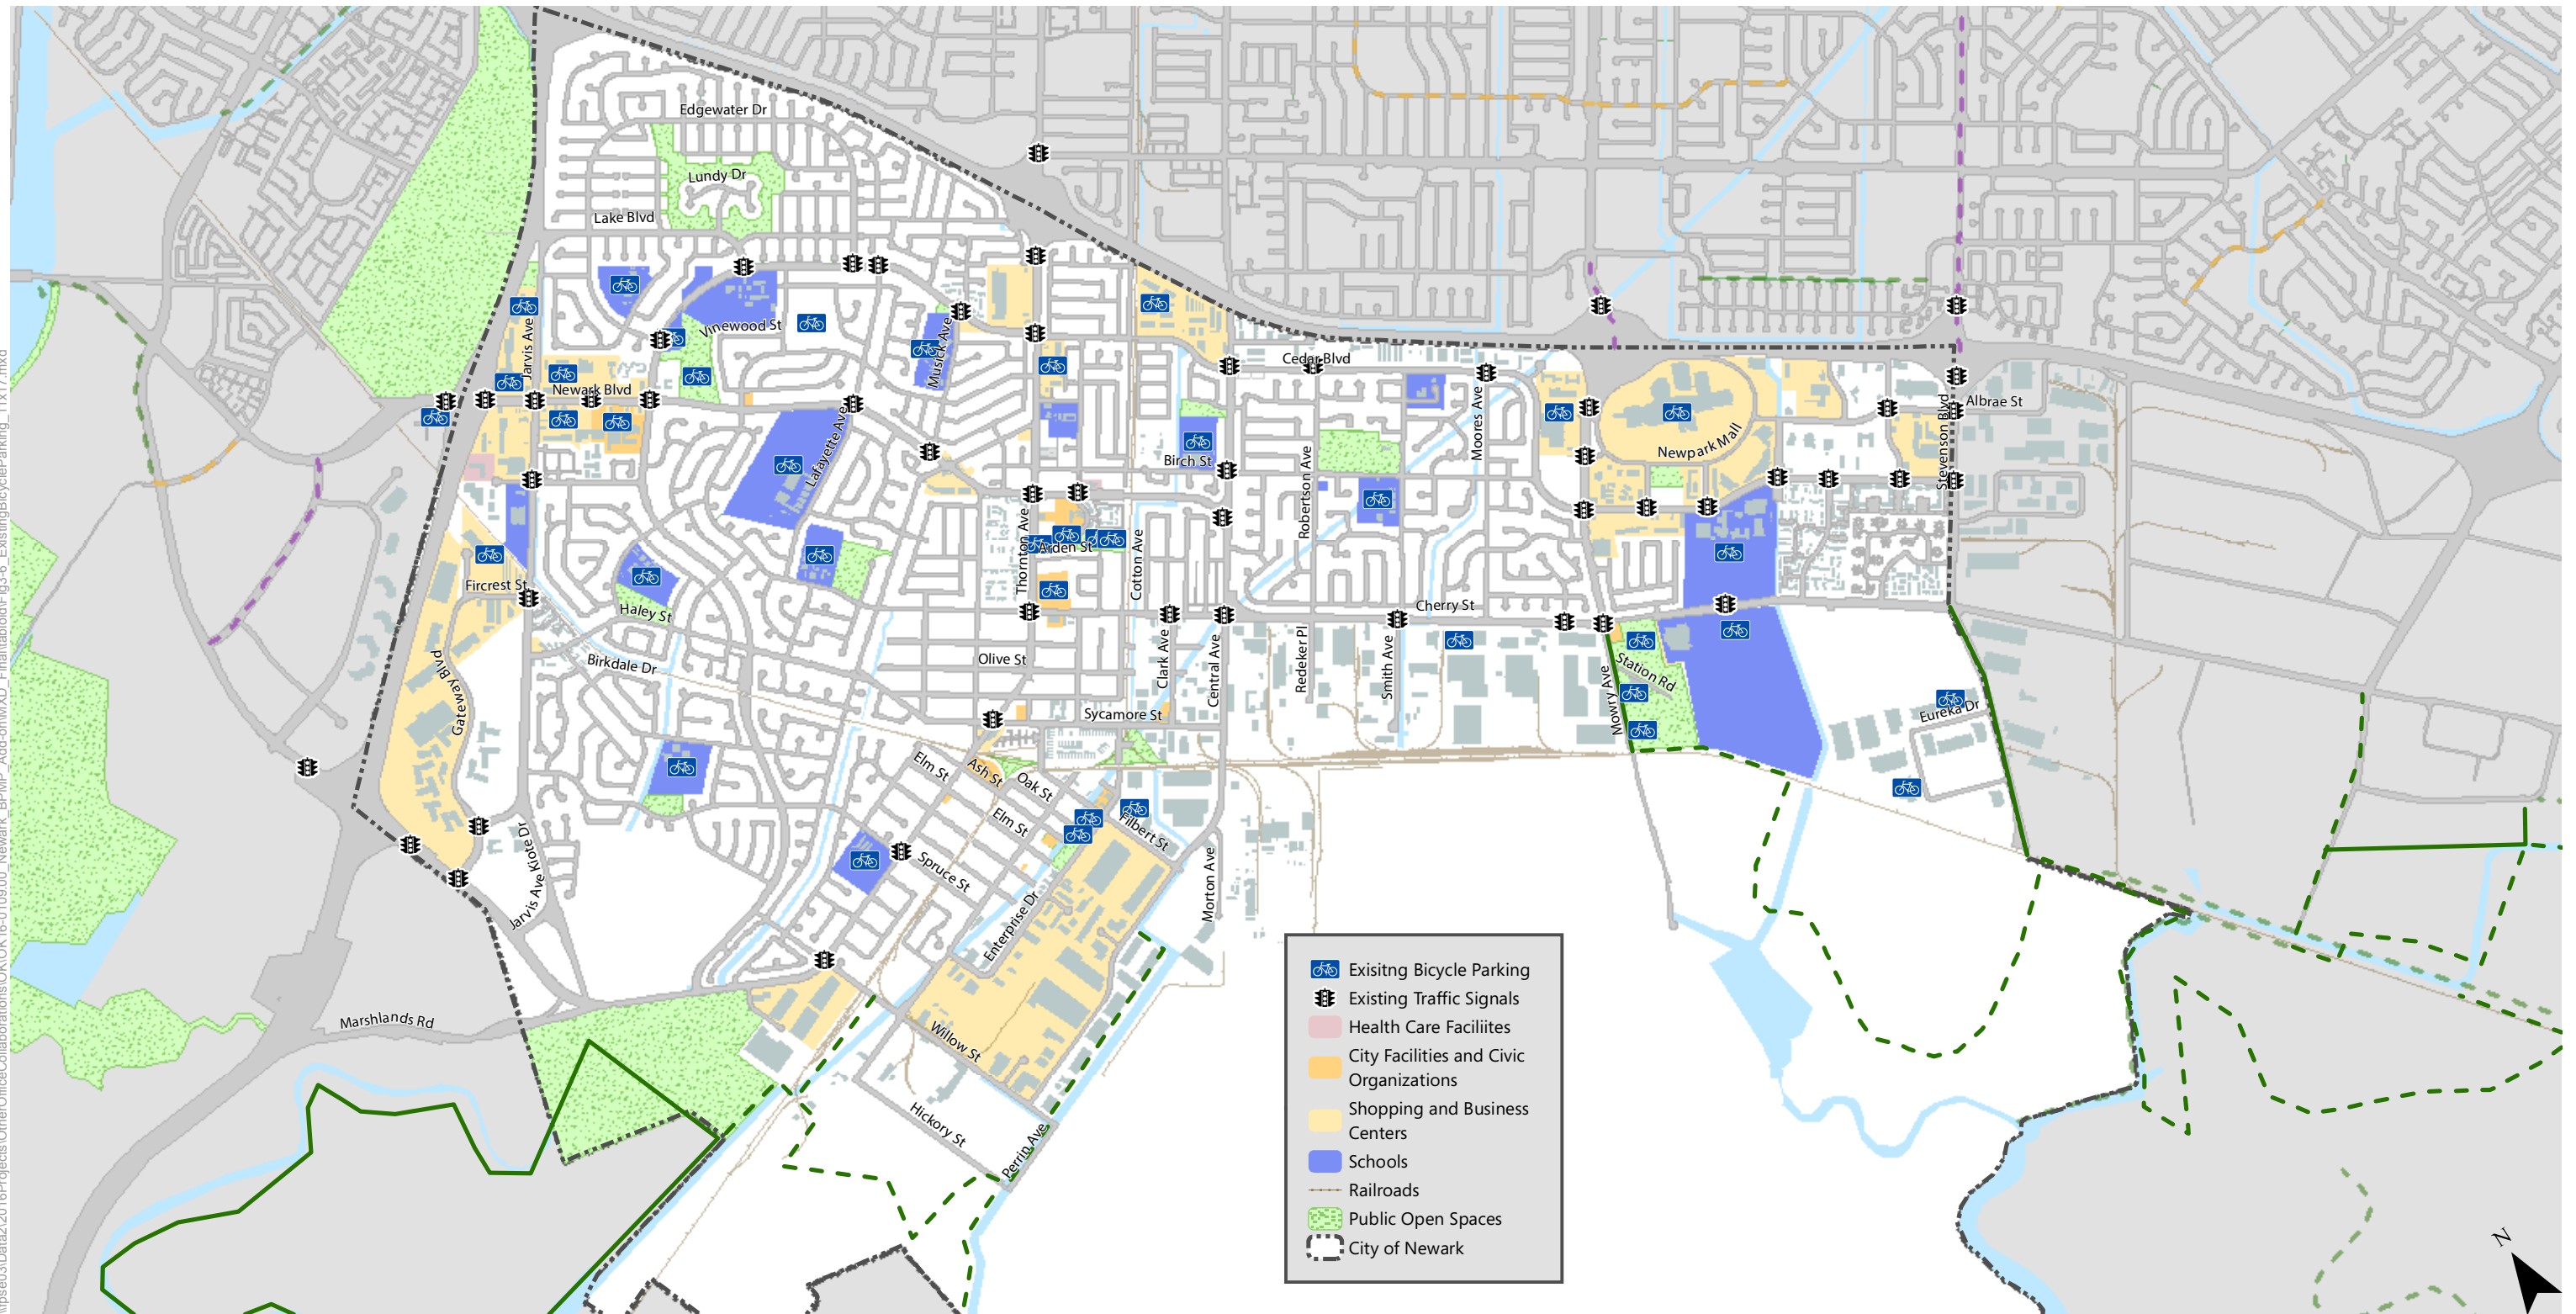 Edgewater Dr
Lundy Dr
Lake Blvd
Vinewood St
Jarvis Ave
Musick Ave
Newark Blvd
Cedar Blvd
Lafayette Ave
Moores Ave
Newpark Mall
Stevenson Blvd
Albrae St
Birch St
Robertson Ave
Thornton Ave
Arden St
Cotton Ave
Fircrest St
Haley St
Cherry St
Birkdale Dr
Olive St
Clark Ave
Central Ave
Redeker Pl
Smith Ave
Station Rd
Mowry Ave
Gateway Blvd
Sycamore St
Eureka Dr
Elm St
Ash St
Oak St
Elm St
Filbert St
Spruce St
Jarvis Ave
Kiote Dr
Enterprise Dr
Morton Ave
Marshlands Rd
Willow St
Hickory St
Perrin Ave
Exisitng Bicycle Parking
Existing Traffic Signals
Health Care Faciliites
City Facilities and Civic
Organizations
Shopping and Business
Centers
Schools
Railroads
Public Open Spaces
City of Newark
N